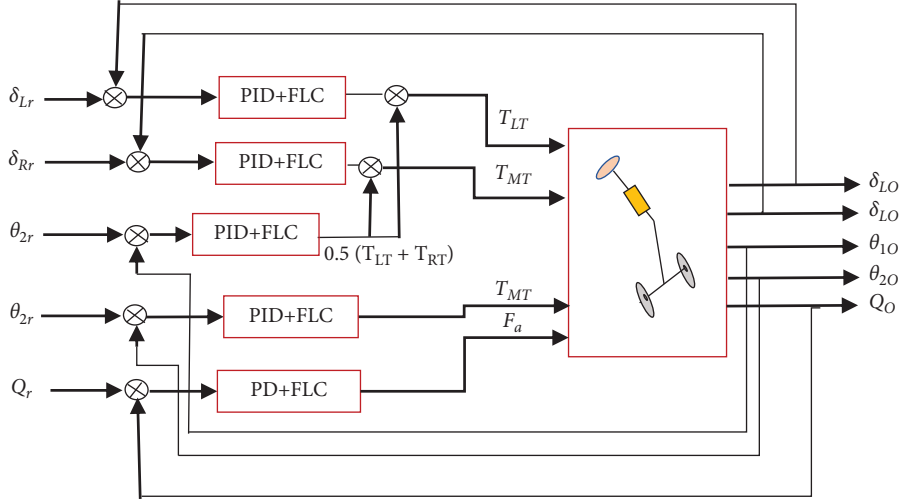 δLr
PID+FLC
TLT
δRr
PID+FLC
TMT
δLO
δLO
θ2r
PID+FLC
0.5 (TLT + TRT)
θ1O
θ2O
θ2r
PID+FLC
TMT
QO
Fa
Qr
PD+FLC